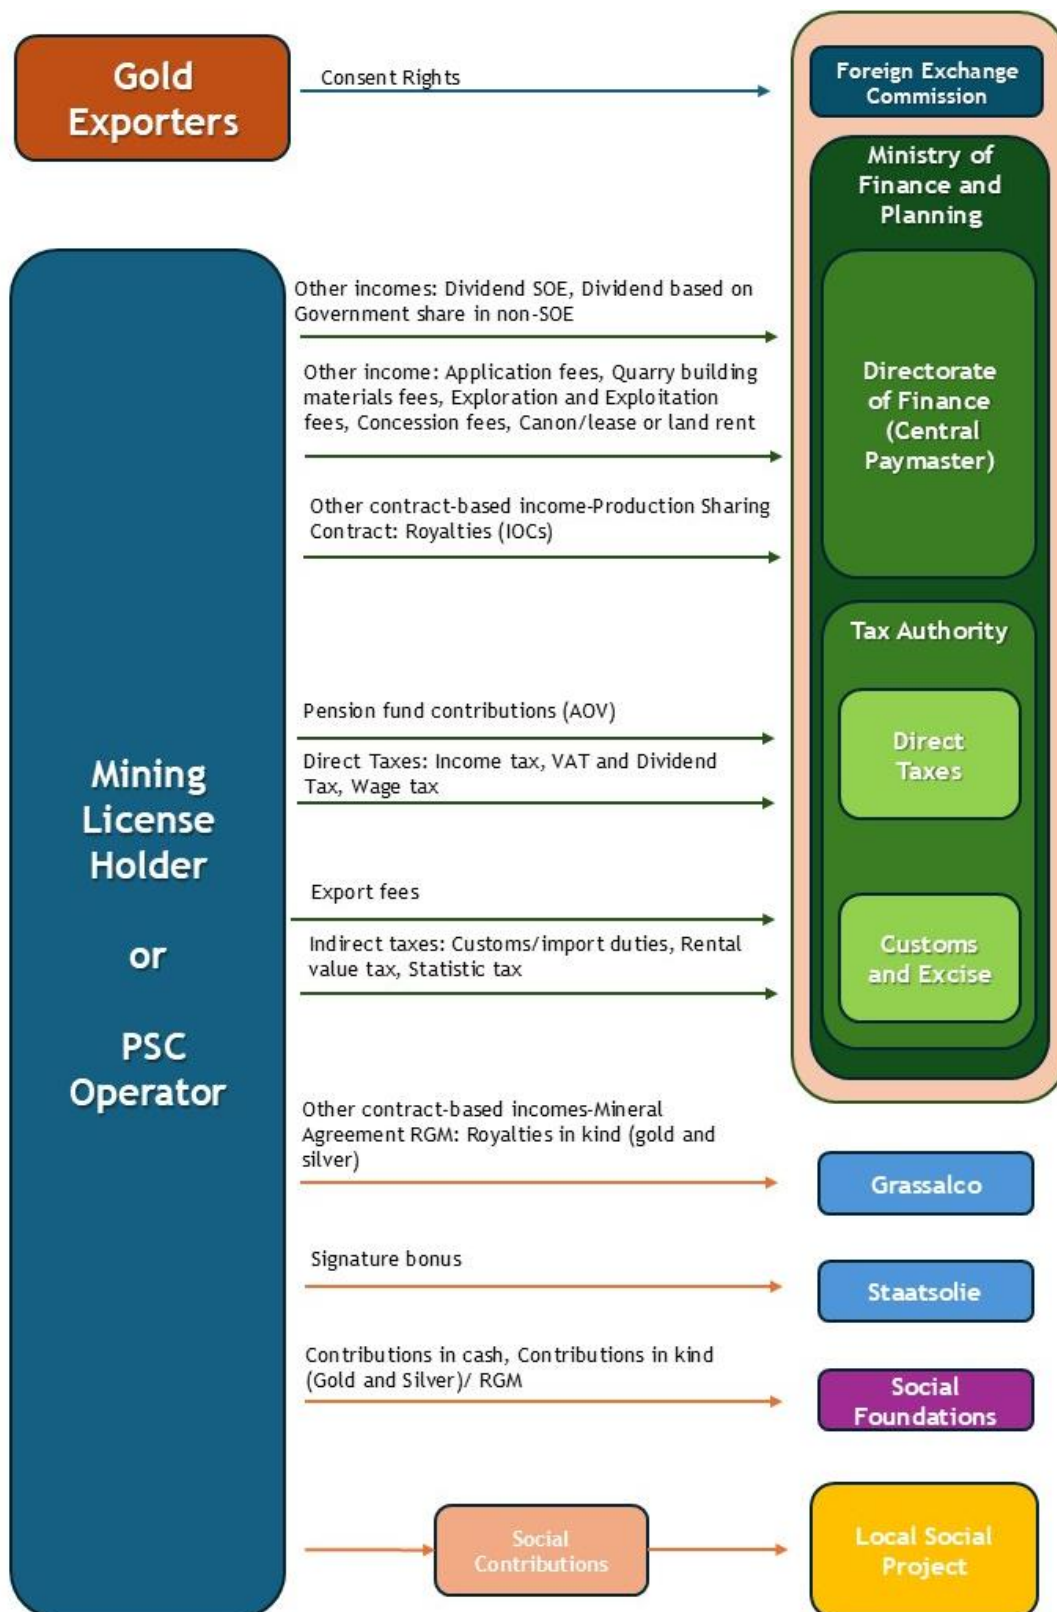 Gold
Exporters
Consent Rights
Foreign Exchange
Commission
Ministry of
Finance and
Planning
Other incomes: Dividend SOE, Dividend based on
Government share in non-SOE
Other income: Application fees, Quarry building
materials fees, Exploration and Exploitation
fees, Concession fees, Canon/lease or land rent
Other contract-based income-Production Sharing
Contract: Royalties (IOCs)
Directorate
of Finance
(Central
Paymaster)
Tax Authority
Mining
License
Holder
or
PSC
Operator
Pension fund contributions (AOV)
Direct Taxes: Income tax, VAT and Dividend
Tax, Wage tax
Direct
Taxes
Export fees
Indirect taxes: Customs/import duties, Rental
value tax, Statistic tax
Customs
and Excise
Other contract-based incomes-Mineral
Agreement RGM: Royalties in kind (gold and
silver)
Grassalco
Signature bonus
Staatsolie
Contributions in cash, Contributions in kind
(Gold and Silver)/ RGM
Social
Foundations
Social
Contributions
Local Social
Project